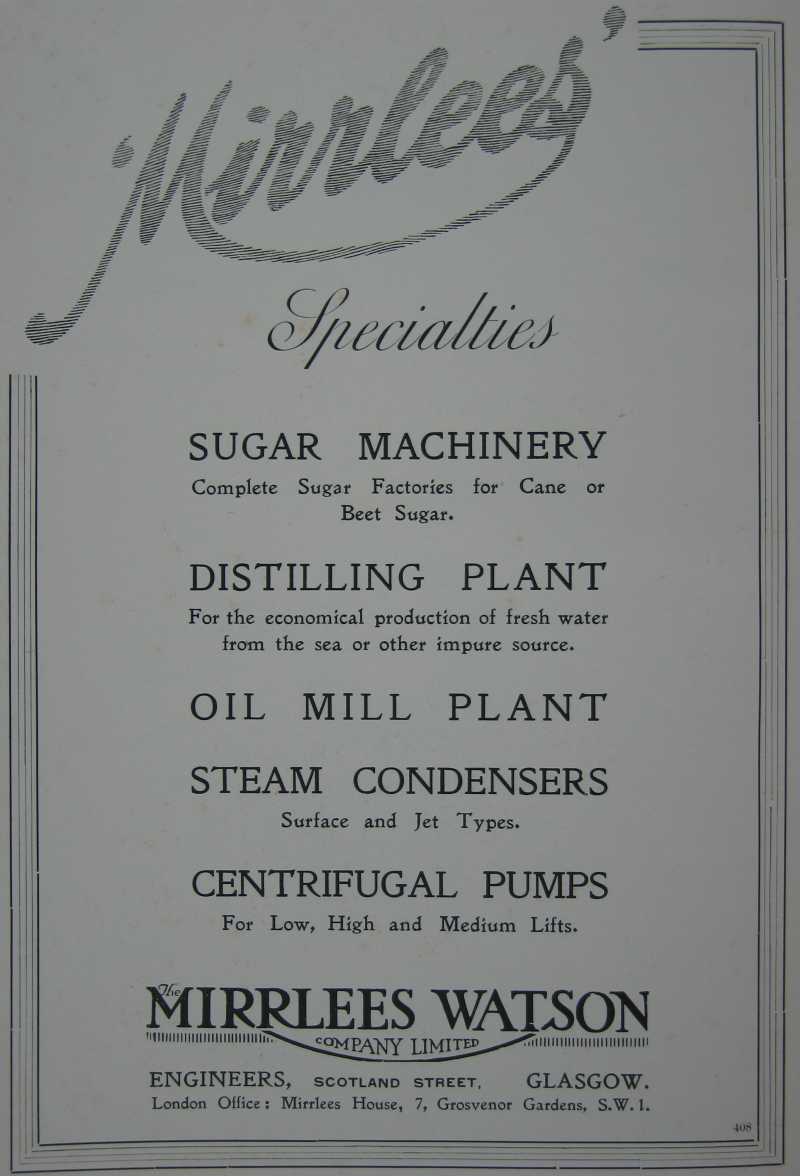 'Mirrlees'
Specialties
SUGAR MACHINERY
Complete Sugar Factories for Cane or
Beet Sugar.
DISTILLING PLANT
For the economical production of fresh water
from the sea or other impure source.
OIL MILL PLANT
STEAM CONDENSERS
Surface and Jet Types.
CENTRIFUGAL PUMPS
For Low, High and Medium Lifts.
The MIRRLEES WATSON
COMPANY LIMITED
ENGINEERS, SCOTLAND STREET, GLASGOW.
London Office: Mirrlees House, 7, Grosvenor Gardens, S.W. 1.
408